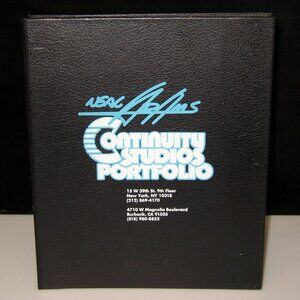 NEAL ADAMS
CONTINUITY
STUDIOS
PORTFOLIO
15 W 39th St. 9th Floor
New York, NY 10018
(212) 869-4170
4710 W Magnolia Boulevard
Burbank, CA 91505
(818) 980-8852